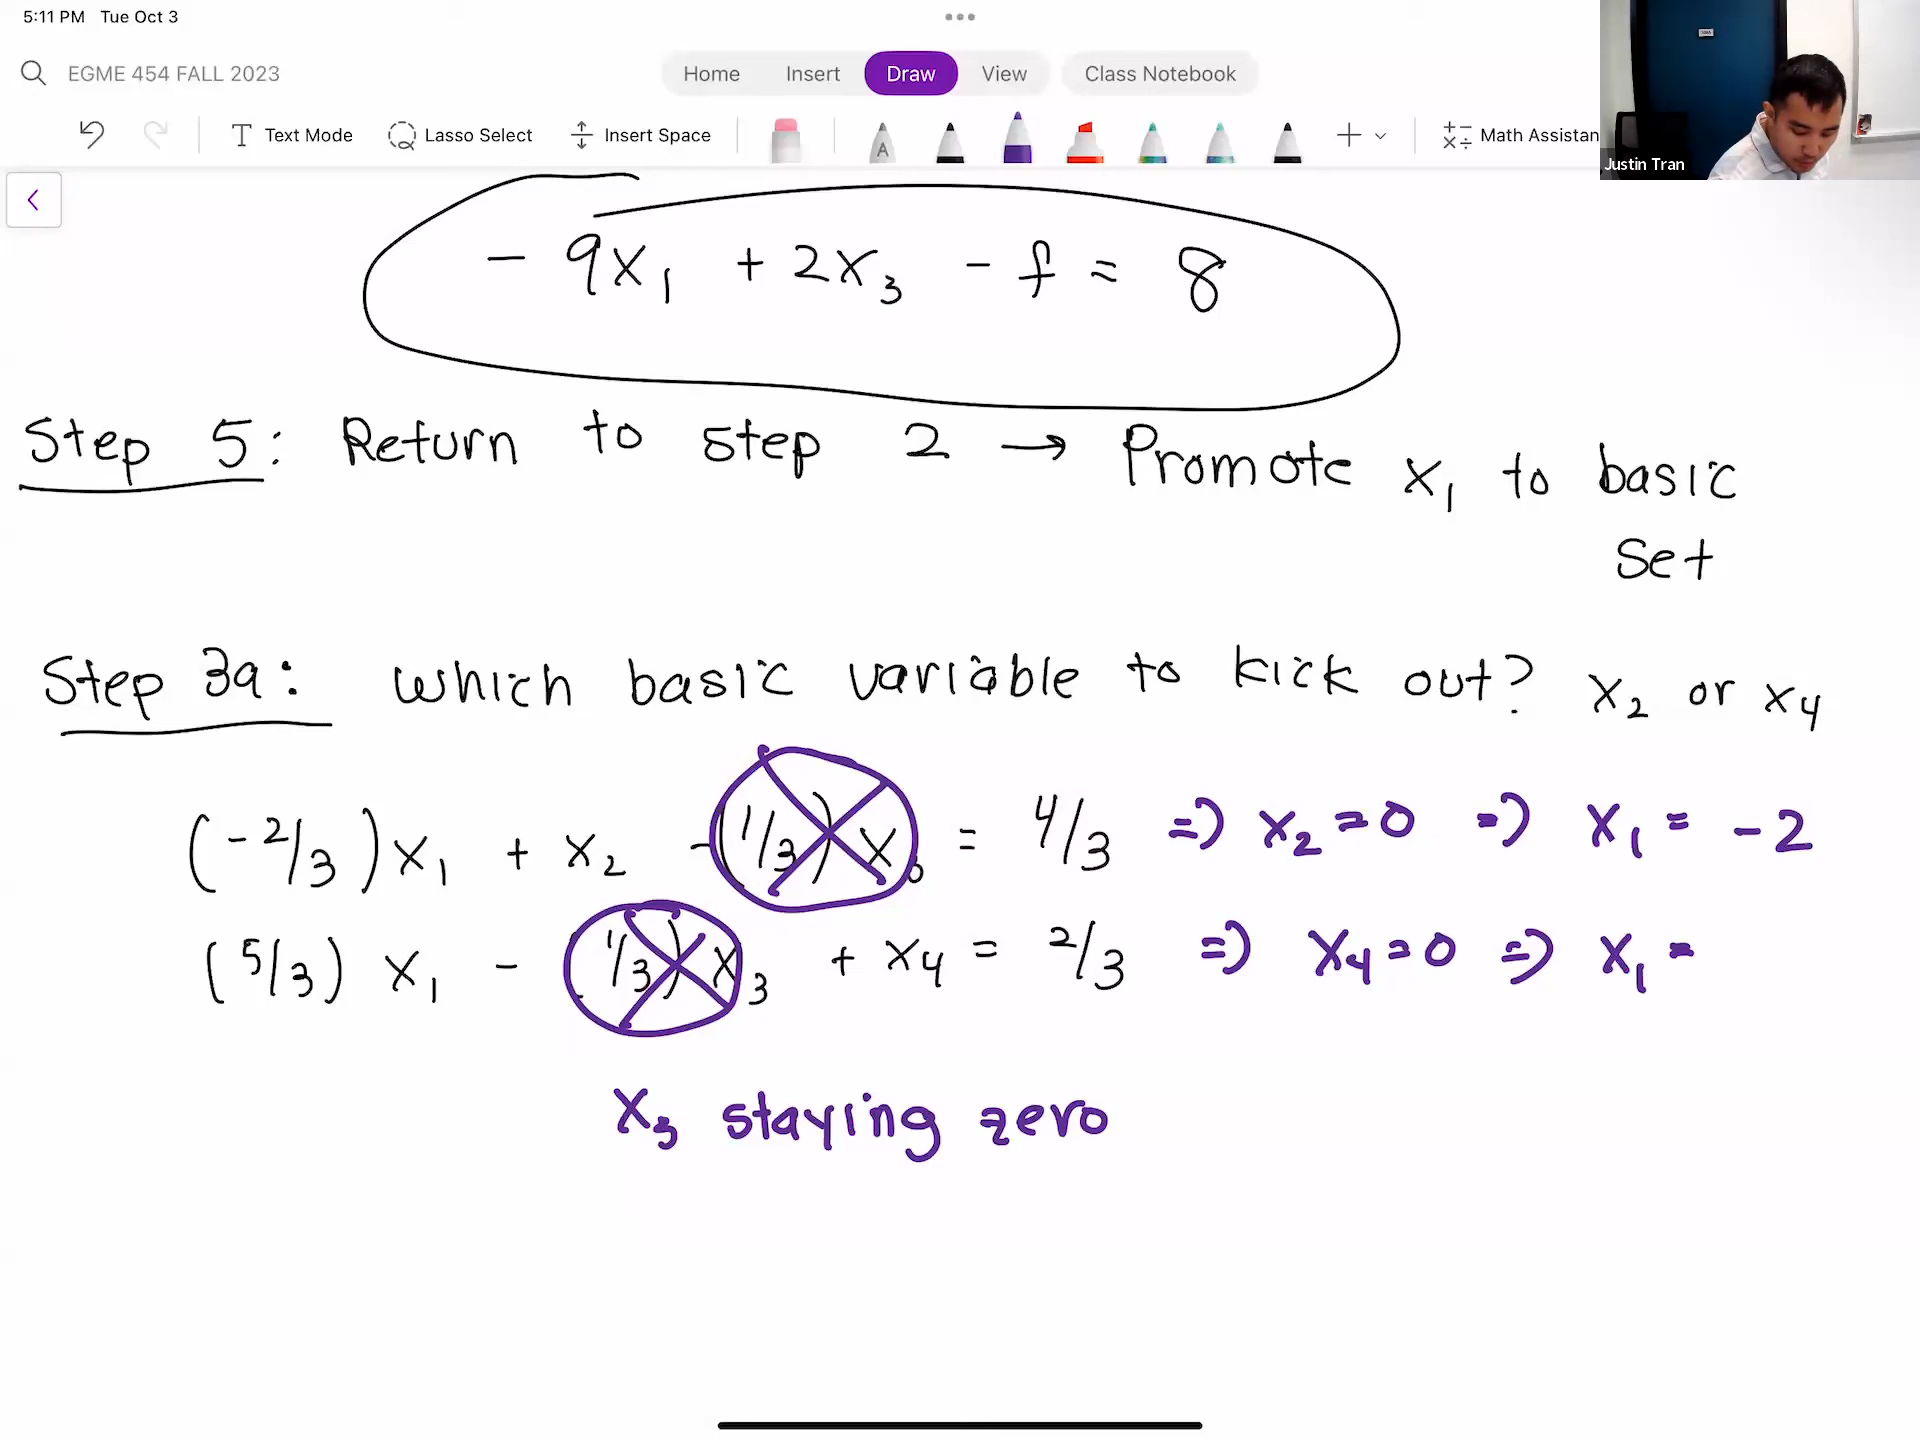 5:11 PM Tue Oct 3
EGME 454 FALL 2023
Home Insert Draw View Class Notebook
Text Mode Lasso Select Insert Space A Math Assistan
Justin Tran
- 9x₁ + 2x₃ - f = 8
Step 5: Return to step 2 → Promote x₁ to basic
set
Step 3a: which basic variable to kick out? x₂ or x₄
(-2/3)x₁ + x₂ -(1/3)x₃ = 4/3 => x₂=0 => x₁ = -2
(5/3) x₁ - (1/3)x₃ + x₄ = 2/3 => x₄=0 => x₁ =
x₃ staying zero